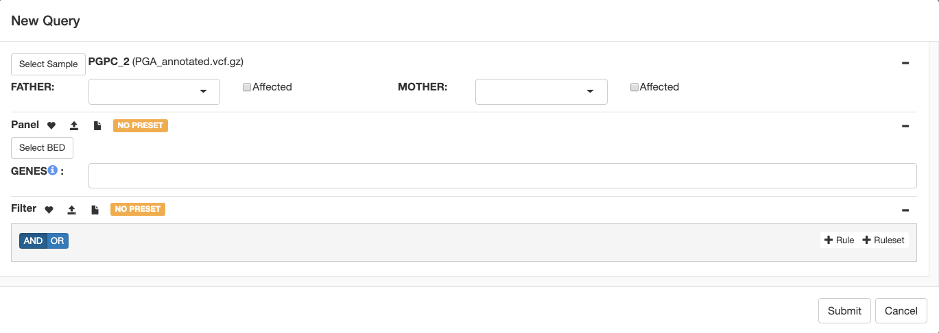 New Query
Select Sample PGPC_2 (PGA_annotated.vcf.gz)
FATHER: Affected MOTHER: Affected
Panel NO PRESET
Select BED
GENES :
Filter NO PRESET
AND OR Rule Ruleset
Submit Cancel